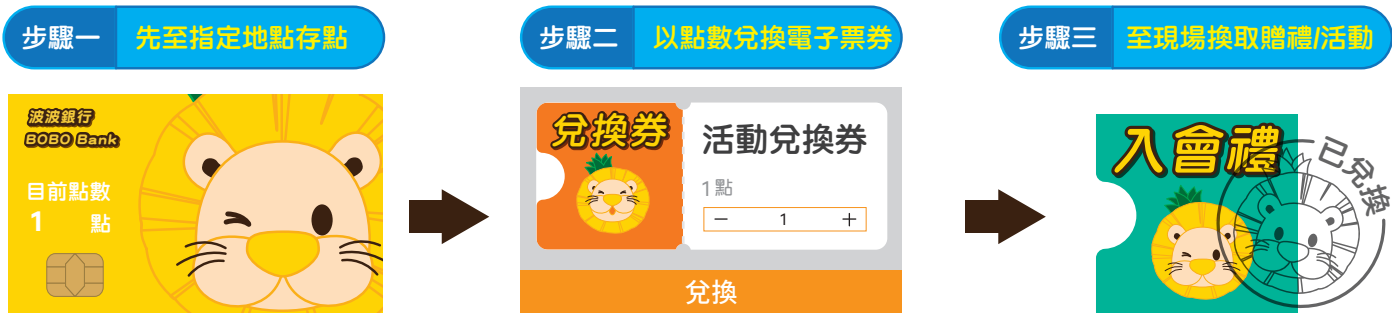 步驟一 先至指定地點存點
波波銀行
BOBO Bank
目前點數
1 點
步驟二 以點數兌換電子票券
兌換券
活動兌換券
1點
− 1 +
兌換
步驟三 至現場換取贈禮/活動
入會禮
已兌換